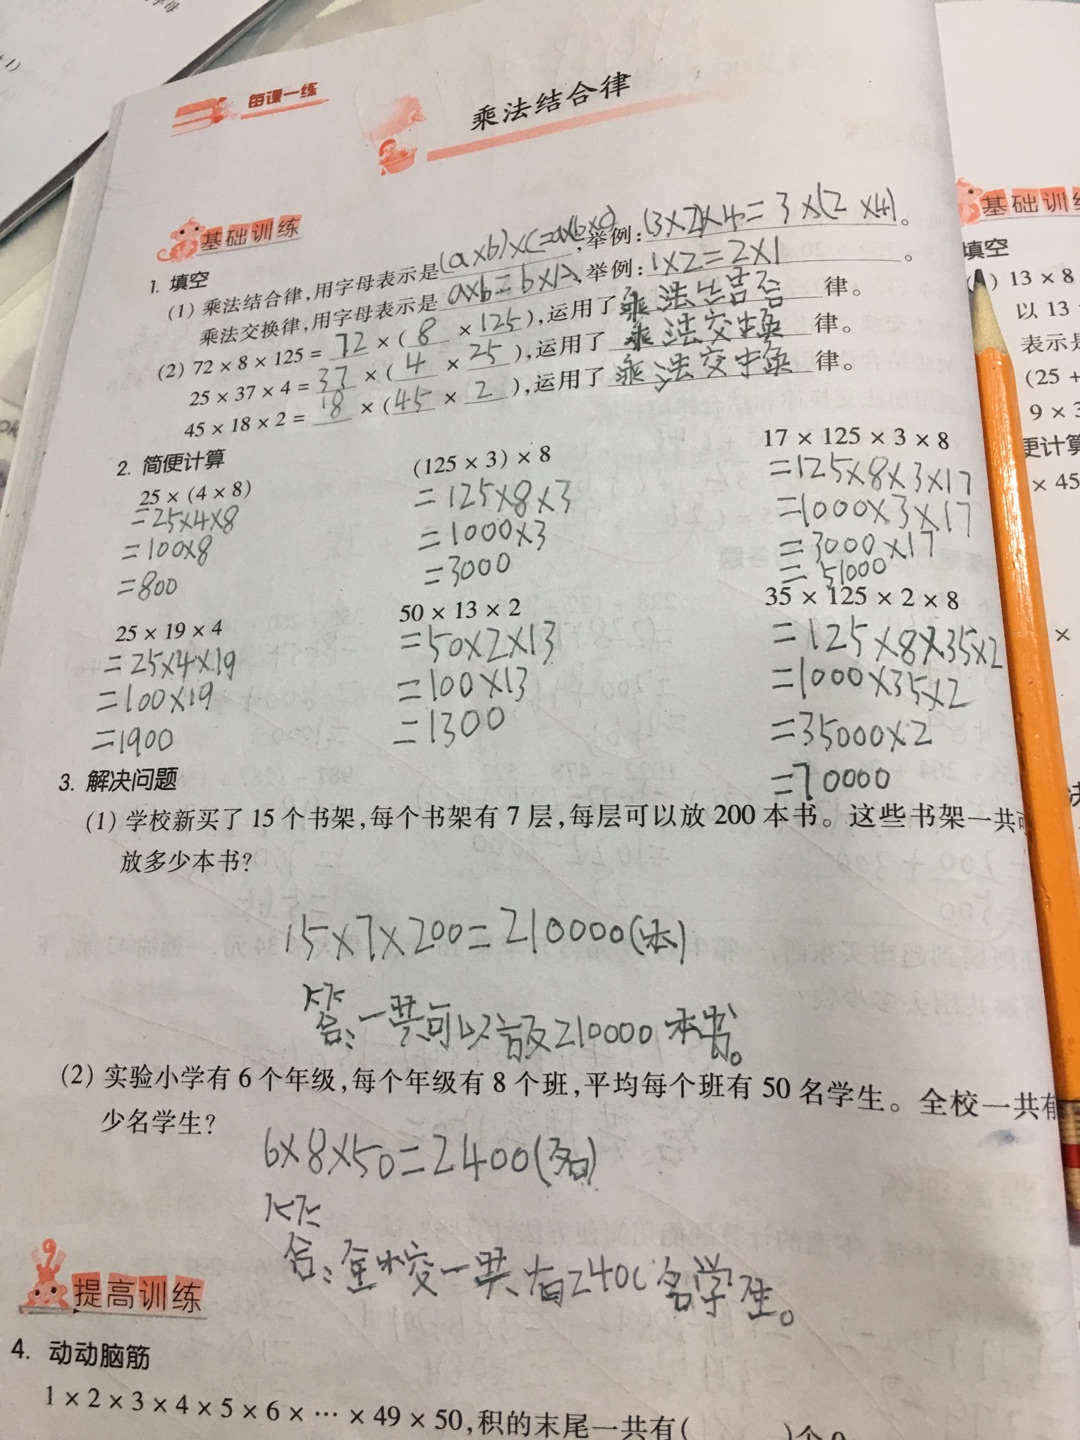 每课一练
乘法结合律
基础训练
1. 填空
(1) 乘法结合律,用字母表示是(a×b)×c=a×(b×c),举例:(3×2)×4=3×(2×4)。
乘法交换律,用字母表示是a×b=b×a,举例:1×2=2×1。
(2) 72×8×125=72×(8×125),运用了乘法结合律。
25×37×4=37×(4×25),运用了乘法交换律。
45×18×2=18×(45×2),运用了乘法交换律。
2. 简便计算
25×(4×8) (125×3)×8 17×125×3×8
=25×4×8 =125×8×3 =125×8×3×17
=100×8 =1000×3 =1000×3×17
=800 =3000 =3000×17
=51000
25×19×4 50×13×2 35×125×2×8
=25×4×19 =50×2×13 =125×8×35×2
=100×19 =100×13 =1000×35×2
=1900 =1300 =35000×2
=70000
3. 解决问题
(1) 学校新买了15个书架,每个书架有7层,每层可以放200本书。这些书架一共可
放多少本书?
15×7×200=210000(本)
答:一共可以放210000本书。
(2) 实验小学有6个年级,每个年级有8个班,平均每个班有50名学生。全校一共有
少名学生?
6×8×50=2400(名)
答:全校一共有2400名学生。
提高训练
4. 动动脑筋
1×2×3×4×5×6×…×49×50,积的末尾一共有( )个0
基础训练
填空
) 13×8
以13
表示是
(25+
9×3
便计算
×45